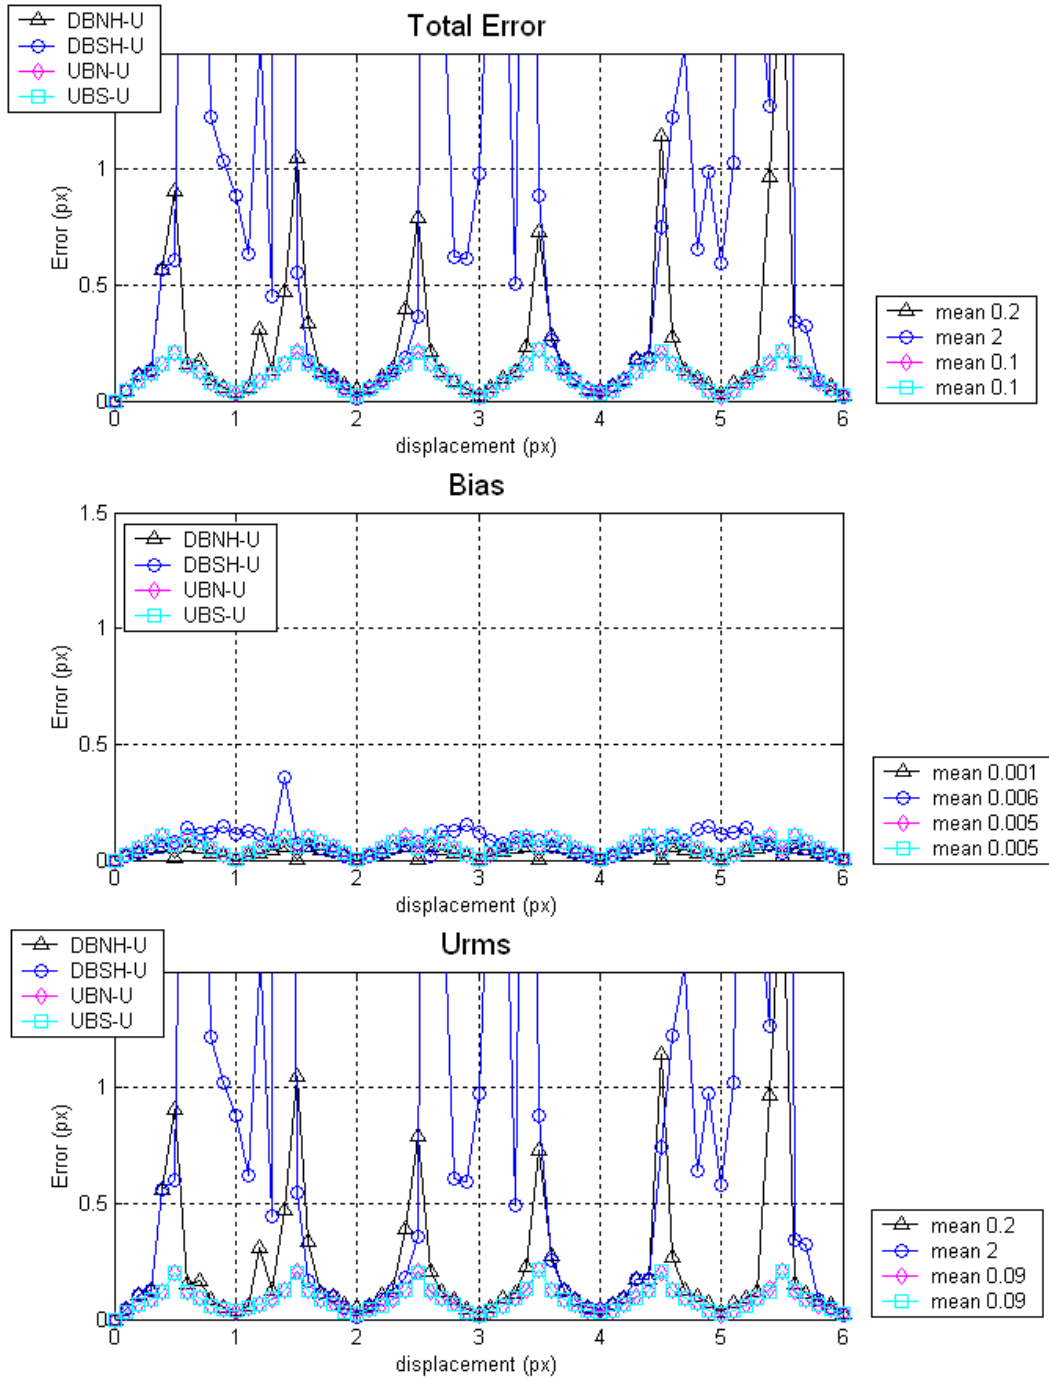 Total Error
DBNH-U
DBSH-U
UBN-U
UBS-U
Error (px)
1
0.5
0
0
1
2
3
4
5
6
displacement (px)
mean 0.2
mean 2
mean 0.1
mean 0.1
Bias
DBNH-U
DBSH-U
UBN-U
UBS-U
Error (px)
1.5
1
0.5
0
0
1
2
3
4
5
6
displacement (px)
mean 0.001
mean 0.006
mean 0.005
mean 0.005
Urms
DBNH-U
DBSH-U
UBN-U
UBS-U
Error (px)
1
0.5
0
0
1
2
3
4
5
6
displacement (px)
mean 0.2
mean 2
mean 0.09
mean 0.09